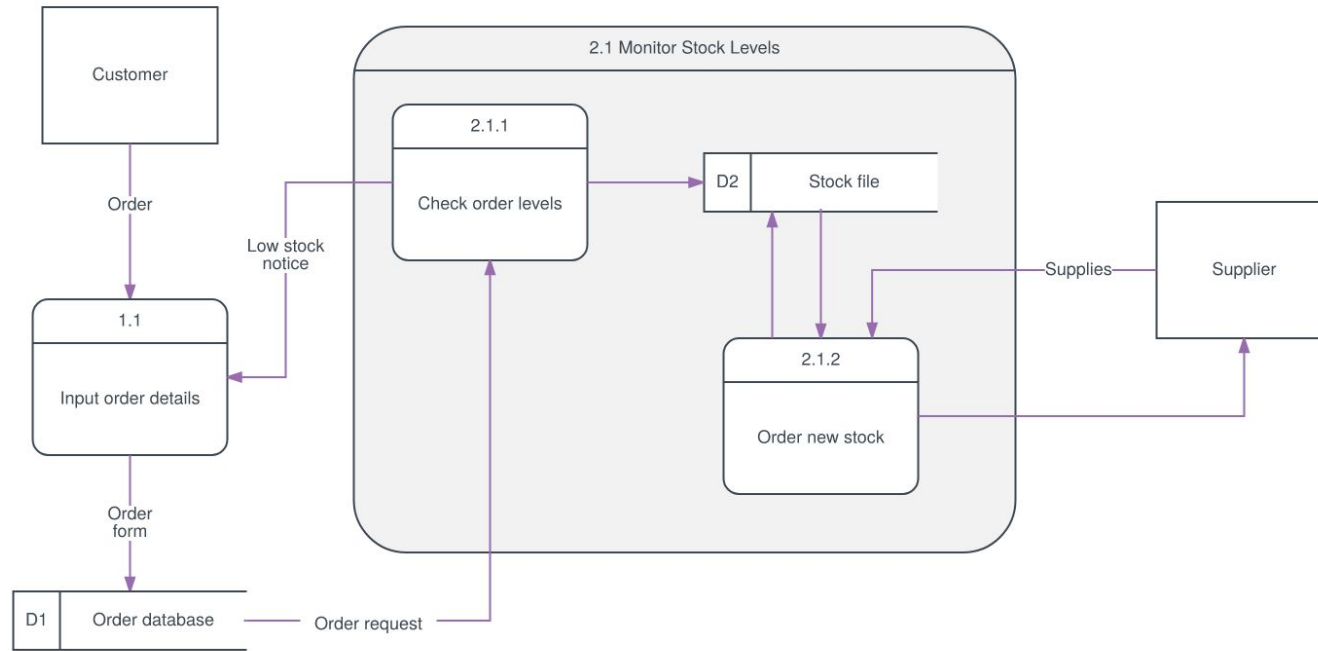 Customer
2.1 Monitor Stock Levels
2.1.1
Check order levels
D2
Stock file
Order
Low stock
notice
Supplies
Supplier
1.1
Input order details
2.1.2
Order new stock
Order
form
D1
Order database
Order request